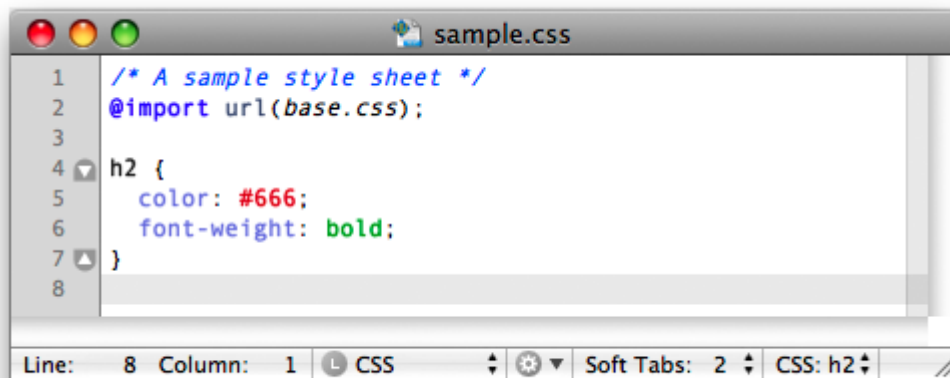 sample.css
1 /* A sample style sheet */
2 @import url(base.css);
3
4 h2 {
5 color: #666;
6 font-weight: bold;
7 }
8
Line: 8 Column: 1 L CSS Soft Tabs: 2 CSS: h2